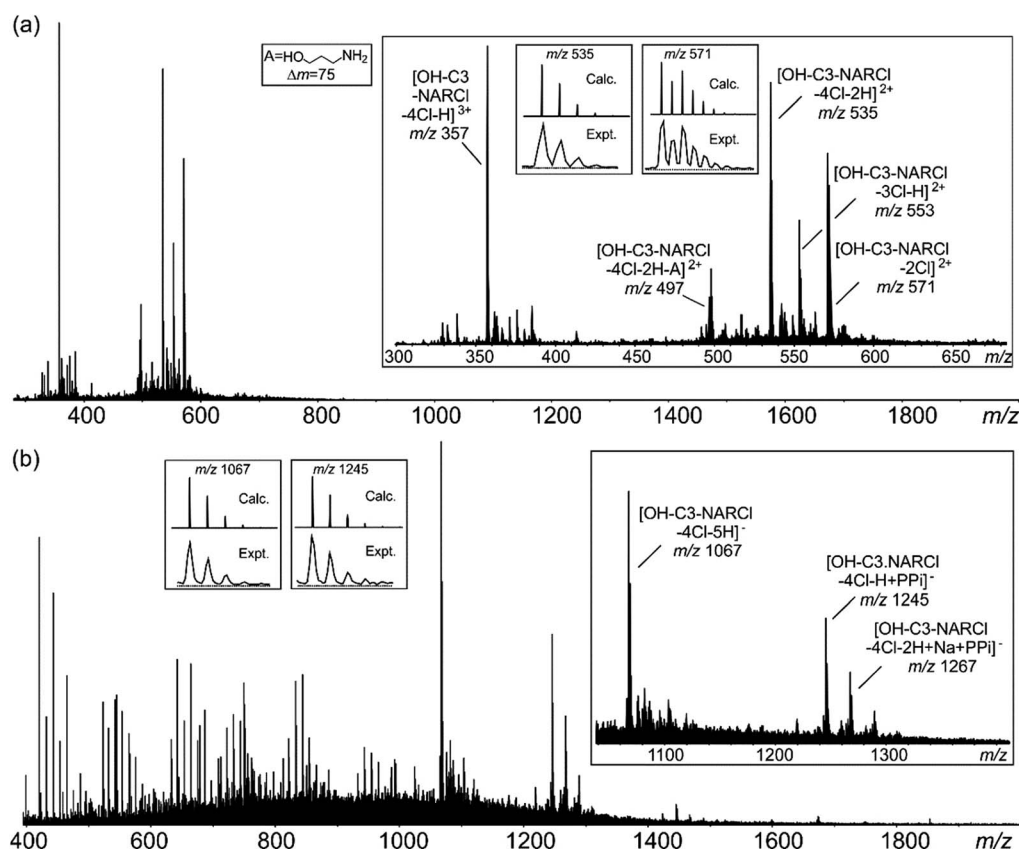 (a)
A=HO NH2
Δm=75
[OH-C3
-NARCl
-4Cl-H]3+
m/z 357
m/z 535
Calc.
Expt.
m/z 571
Calc.
Expt.
[OH-C3-NARCl
-4Cl-2H]2+
m/z 535
[OH-C3-NARCl
-3Cl-H]2+
m/z 553
[OH-C3-NARCl
-4Cl-2H-A]2+
m/z 497
[OH-C3-NARCl
-2Cl]2+
m/z 571
300 350 400 450 500 550 600 650 m/z
400 600 800 1000 1200 1400 1600 1800 m/z
(b)
m/z 1067
Calc.
Expt.
m/z 1245
Calc.
Expt.
[OH-C3-NARCl
-4Cl-5H]-
m/z 1067
[OH-C3.NARCl
-4Cl-H+PPi]-
m/z 1245
[OH-C3-NARCl
-4Cl-2H+Na+PPi]-
m/z 1267
1100 1200 1300 m/z
400 600 800 1000 1200 1400 1600 1800 m/z